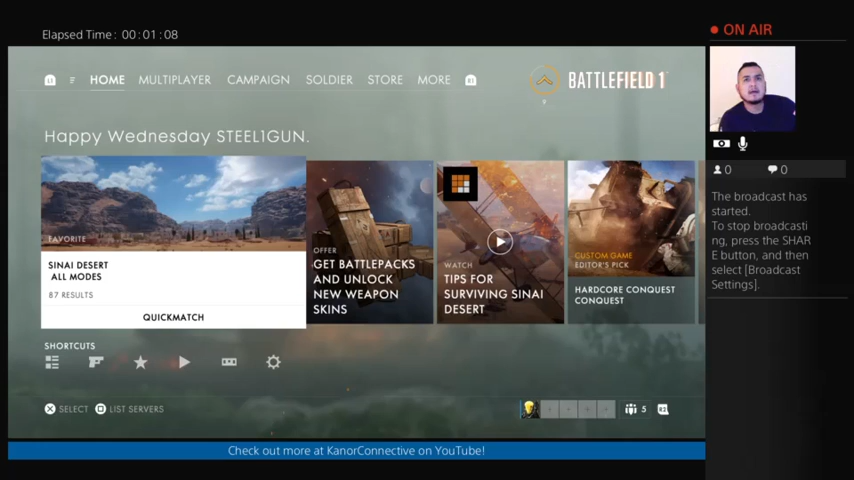 Elapsed Time: 00:01:08
ON AIR
L1
HOME MULTIPLAYER CAMPAIGN SOLDIER STORE MORE
R1
BATTLEFIELD 1
Happy Wednesday STEEL1GUN.
FAVORITE
SINAI DESERT
ALL MODES
87 RESULTS
QUICKMATCH
OFFER
GET BATTLEPACKS
AND UNLOCK
NEW WEAPON
SKINS
WATCH
TIPS FOR
SURVIVING SINAI
DESERT
CUSTOM GAME
EDITOR'S PICK
HARDCORE CONQUEST
CONQUEST
SHORTCUTS
SELECT
LIST SERVERS
5
Check out more at KanorConnective on YouTube!
0
0
The broadcast has
started.
To stop broadcasti
ng, press the SHAR
E button, and then
select [Broadcast
Settings].